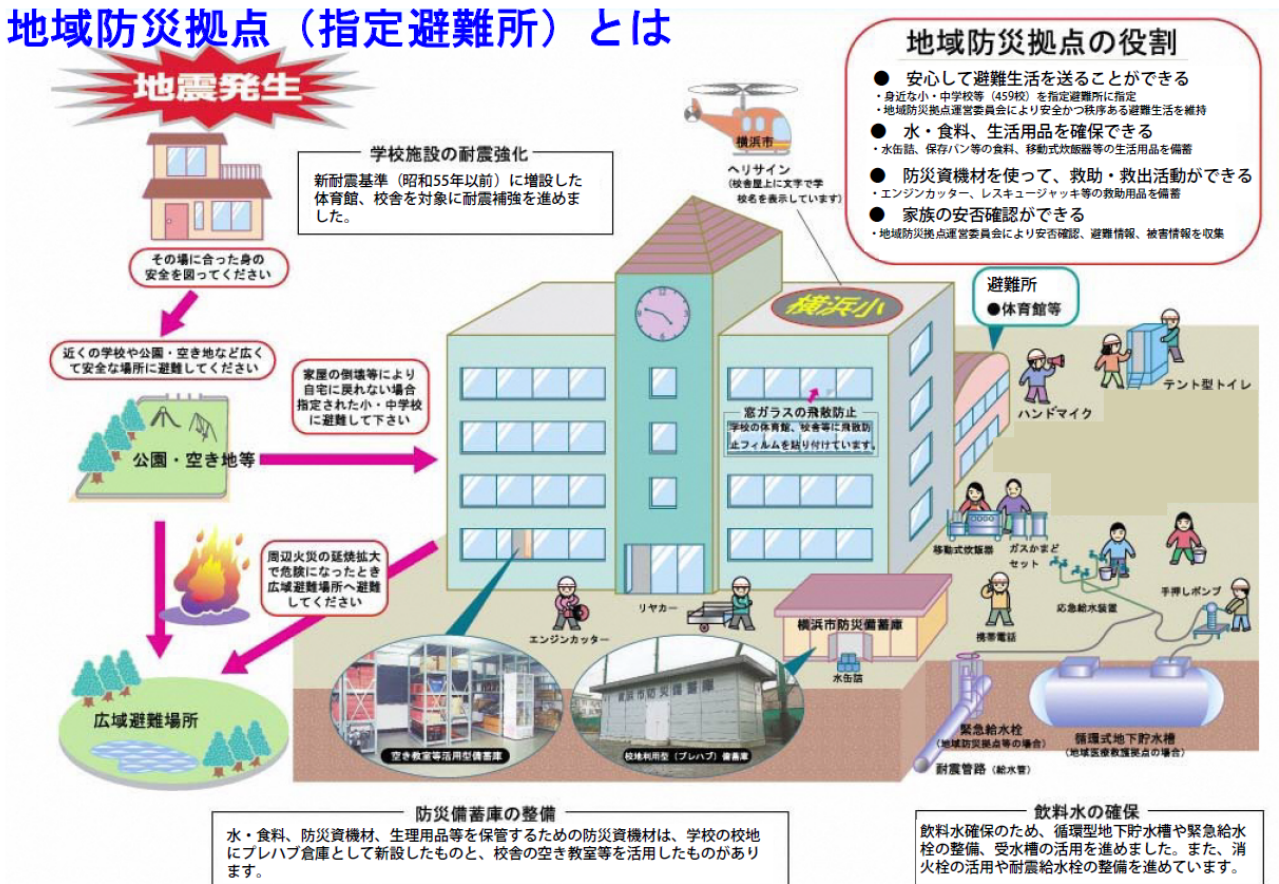 地域防災拠点（指定避難所）とは
地震発生
学校施設の耐震強化
新耐震基準（昭和55年以前）に増設した
体育館、校舎を対象に耐震補強を進めま
した。
横浜市
ヘリサイン
（校舎屋上に文字で学
校名を表示しています）
地域防災拠点の役割
● 安心して避難生活を送ることができる
・身近な小・中学校等（459校）を指定避難所に指定
・地域防災拠点運営委員会により安全かつ秩序ある避難生活を維持
● 水・食料、生活用品を確保できる
・水缶詰、保存パン等の食料、移動式炊飯器等の生活用品を備蓄
● 防災資機材を使って、救助・救出活動ができる
・エンジンカッター、レスキュージャッキ等の救助用品を備蓄
● 家族の安否確認ができる
・地域防災拠点運営委員会により安否確認、避難情報、被害情報を収集
その場に合った身の
安全を図ってください
近くの学校や公園・空き地など広く
て安全な場所に避難してください
家屋の倒壊等により
自宅に戻れない場合
指定された小・中学校
に避難して下さい
公園・空き地等
周辺火災の延焼拡大
で危険になったとき
広域避難場所へ避難
してください
広域避難場所
12
3
6
9
横浜小
避難所
●体育館等
窓ガラスの飛散防止
学校の体育館、校舎等に飛散防
止フィルムを貼り付けています。
ハンドマイク
テント型トイレ
移動式炊飯器
ガスかまど
セット
応急給水装置
手押しポンプ
携帯電話
エンジンカッター
リヤカー
横浜市防災備蓄庫
水缶詰
横浜市防災備蓄庫
空き教室等活用型備蓄庫
校地利用型（プレハブ）備蓄庫
緊急給水栓
（地域防災拠点等の場合）
循環式地下貯水槽
（地域医療救護拠点の場合）
耐震管路（給水管）
防災備蓄庫の整備
水・食料、防災資機材、生理用品等を保管するための防災資機材は、学校の校地
にプレハブ倉庫として新設したものと、校舎の空き教室等を活用したものがあり
ます。
飲料水の確保
飲料水確保のため、循環型地下貯水槽や緊急給水
栓の整備、受水槽の活用を進めました。また、消
火栓の活用や耐震給水栓の整備を進めています。